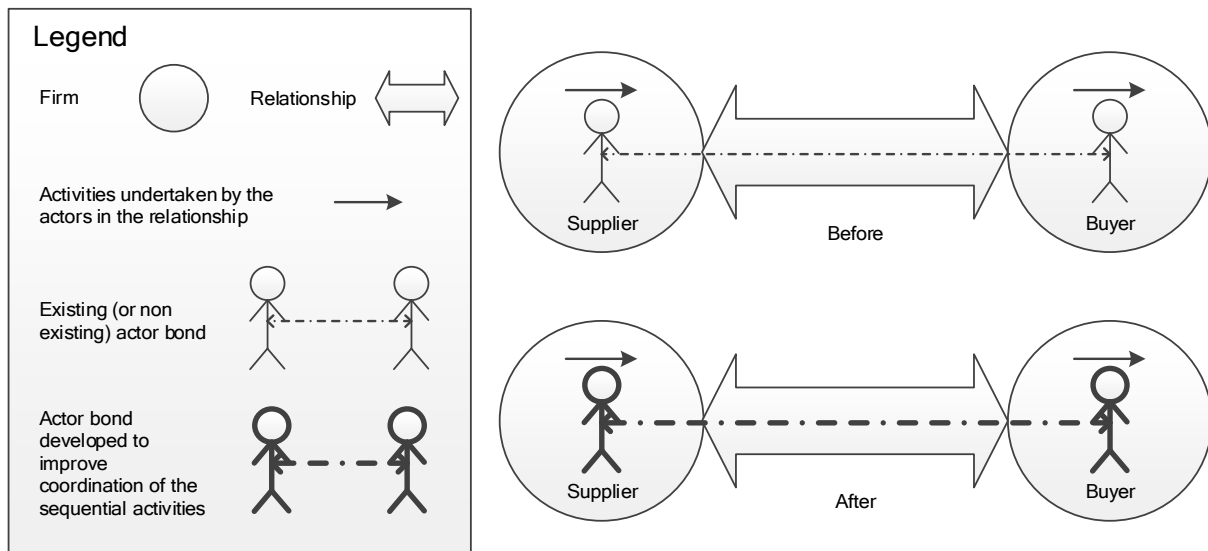 Legend
Firm
Relationship
Activities undertaken by the
actors in the relationship
Existing (or non
existing) actor bond
Actor bond
developed to
improve
coordination of the
sequential activities
Supplier
Before
Buyer
Supplier
After
Buyer